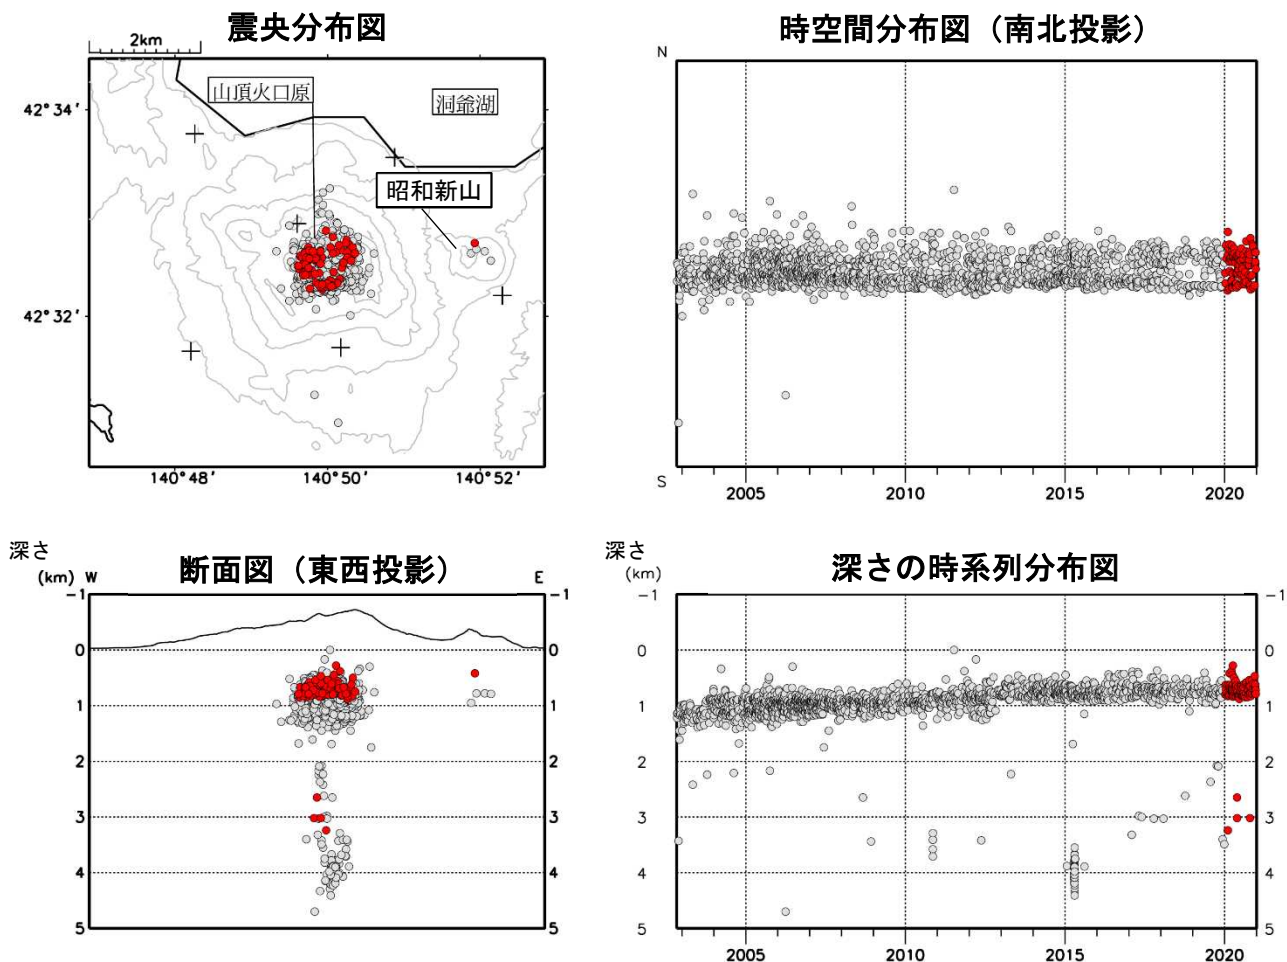 震央分布図
2km
山頂火口原
洞爺湖
昭和新山
42°34′
42°32′
140°48′
140°50′
140°52′
時空間分布図（南北投影）
N
S
2005
2010
2015
2020
断面図（東西投影）
深さ
(km)
W
E
-1
0
1
2
3
4
5
-1
0
1
2
3
4
5
深さの時系列分布図
深さ
(km)
-1
0
1
2
3
4
5
-1
0
1
2
3
4
5
2005
2010
2015
2020